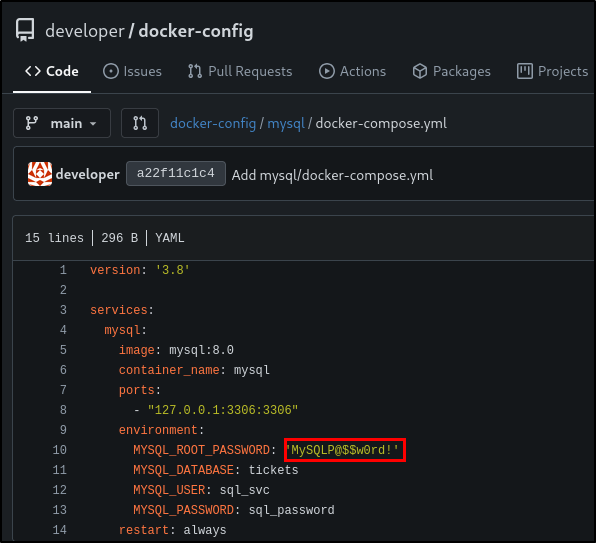 developer / docker-config
Code Issues Pull Requests Actions Packages Projects
main docker-config / mysql / docker-compose.yml
developer a22f11c1c4 Add mysql/docker-compose.yml
15 lines 296 B YAML
1 version: '3.8'
2
3 services:
4   mysql:
5     image: mysql:8.0
6     container_name: mysql
7     ports:
8       - "127.0.0.1:3306:3306"
9     environment:
10       MYSQL_ROOT_PASSWORD: 'MySQLP@$$w0rd!'
11       MYSQL_DATABASE: tickets
12       MYSQL_USER: sql_svc
13       MYSQL_PASSWORD: sql_password
14     restart: always